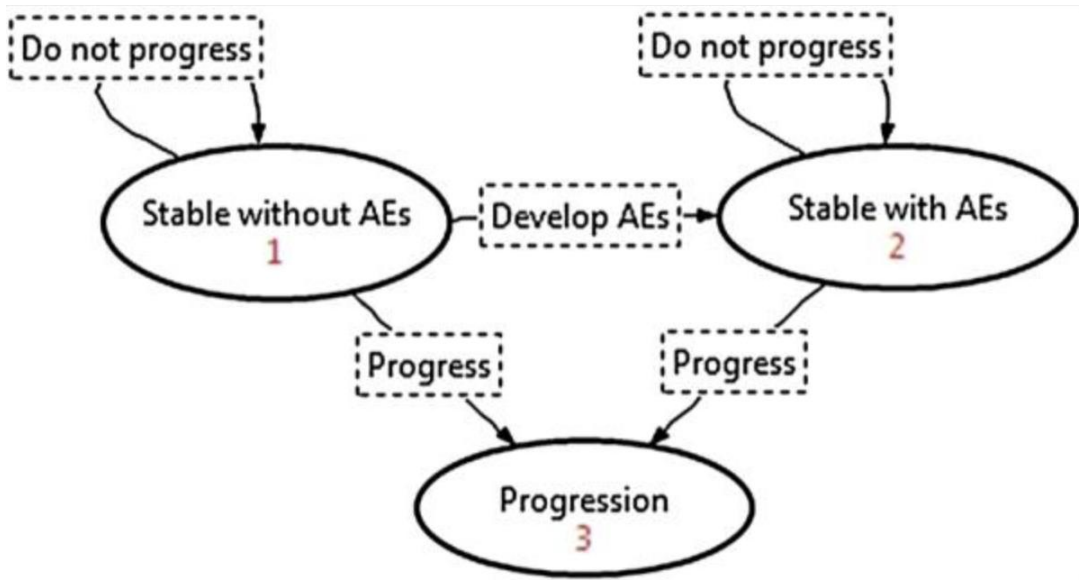 Do not progress
Do not progress
Stable without AEs
1
Develop AEs
Stable with AEs
2
Progress
Progress
Progression
3